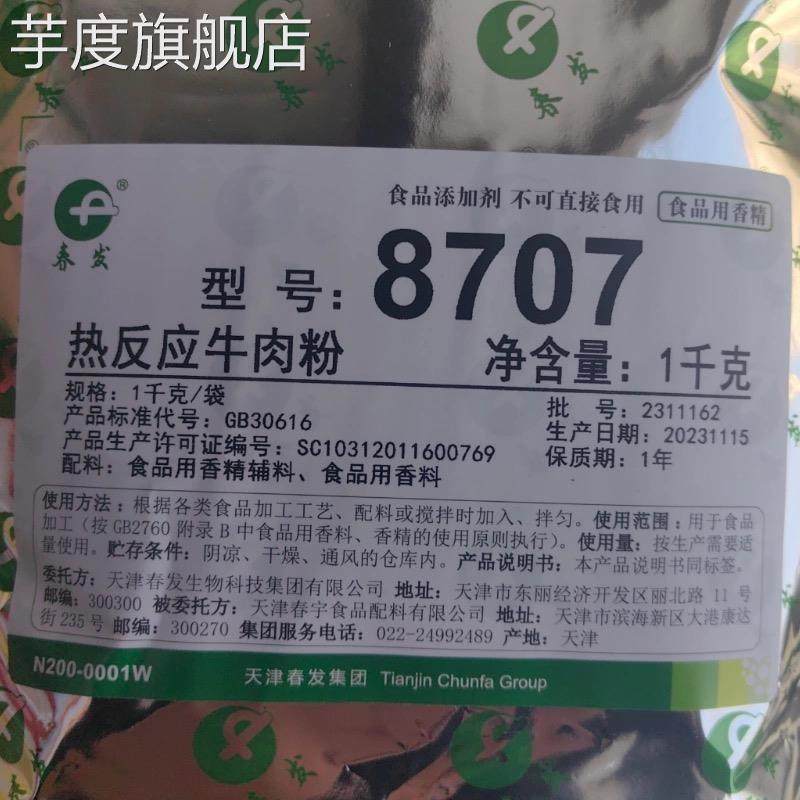 芋度旗舰店
春发
春发
春发
®
食品添加剂 不可直接食用 食品用香精
春发
型 号：8707
热反应牛肉粉 净含量：1千克
规格：1千克/袋
产品标准代号：GB30616
产品生产许可证编号：SC10312011600769
配料：食品用香精辅料、食品用香料
批 号：2311162
生产日期：20231115
保质期：1年
使用方法：根据各类食品加工工艺、配料或搅拌时加入、拌匀。使用范围：用于食品
加工（按GB2760 附录 B 中食品用香料、香精的使用原则执行）。使用量：按生产需要适
量使用。贮存条件：阴凉、干燥、通风的仓库内。产品说明书：本产品说明书同标签。
委托方：天津春发生物科技集团有限公司 地址：天津市东丽经济开发区丽北路 11 号
邮编：300300 被委托方：天津春宇食品配料有限公司 地址：天津市滨海新区大港康达
街 235 号 邮编：300270 集团服务电话：022-24992489 产地：天津
N200-0001W
天津春发集团 Tianjin Chunfa Group
春发
春发